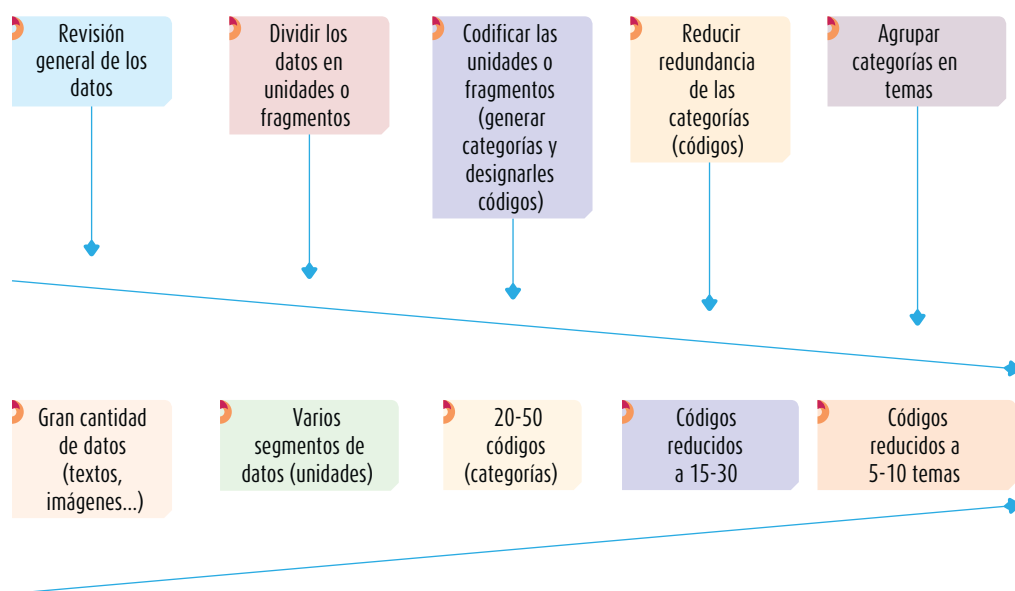 Revisión
general de los
datos
Dividir los
datos en
unidades o
fragmentos
Codificar las
unidades o
fragmentos
(generar
categorías y
designarles
códigos)
Reducir
redundancia
de las
categorías
(códigos)
Agrupar
categorías en
temas
Gran cantidad
de datos
(textos,
imágenes...)
Varios
segmentos de
datos (unidades)
20-50
códigos
(categorías)
Códigos
reducidos
a 15-30
Códigos
reducidos a
5-10 temas